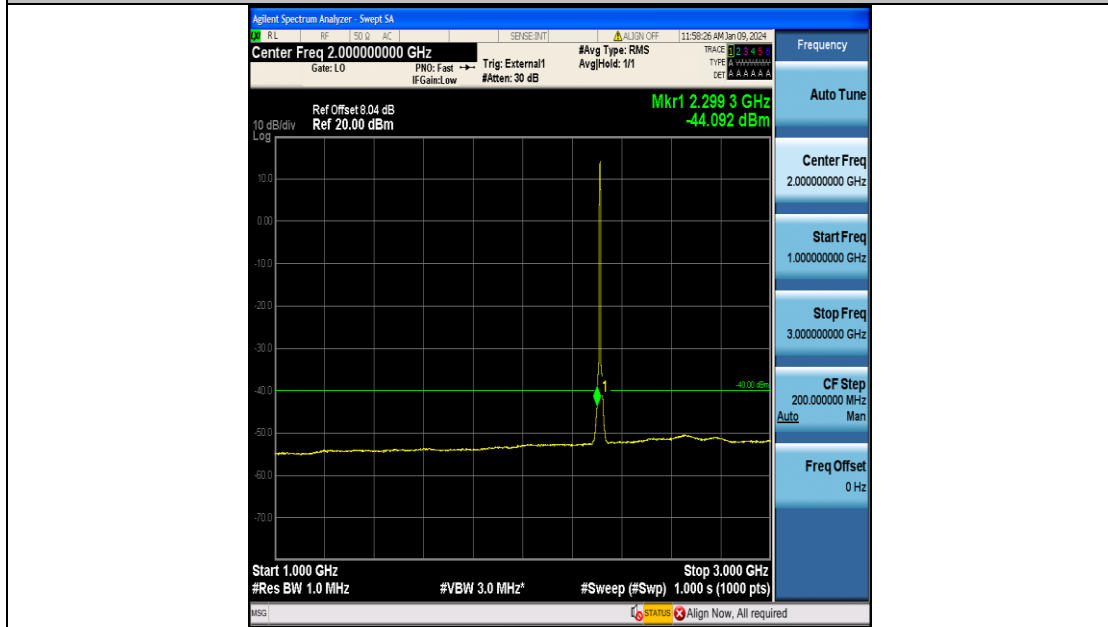 Agilent Spectrum Analyzer - Swept SA
RL RF 50 Ω AC SENSE:INT ALIGN OFF 11:58:26 AM Jan 09, 2024
Center Freq 2.000000000 GHz
Gate: LO
PNO: Fast
IFGain:Low
Trig: External1
#Atten: 30 dB
#Avg Type: RMS
Avg|Hold: 1/1
TRACE 1 2 3 4 5 6
TYPE A WWWWW
DET A A A A A A
Frequency
Auto Tune
Mkr1 2.299 3 GHz
-44.092 dBm
Ref Offset 8.04 dB
10 dB/div Ref 20.00 dBm
Log
10.0
0.00
-10.0
-20.0
-30.0
-40.0
-50.0
-60.0
-70.0
1
-40.00 dBm
Center Freq
2.000000000 GHz
Start Freq
1.000000000 GHz
Stop Freq
3.000000000 GHz
CF Step
200.000000 MHz
Auto Man
Freq Offset
0 Hz
Start 1.000 GHz Stop 3.000 GHz
#Res BW 1.0 MHz #VBW 3.0 MHz* #Sweep (#Swp) 1.000 s (1000 pts)
MSG STATUS Align Now, All required